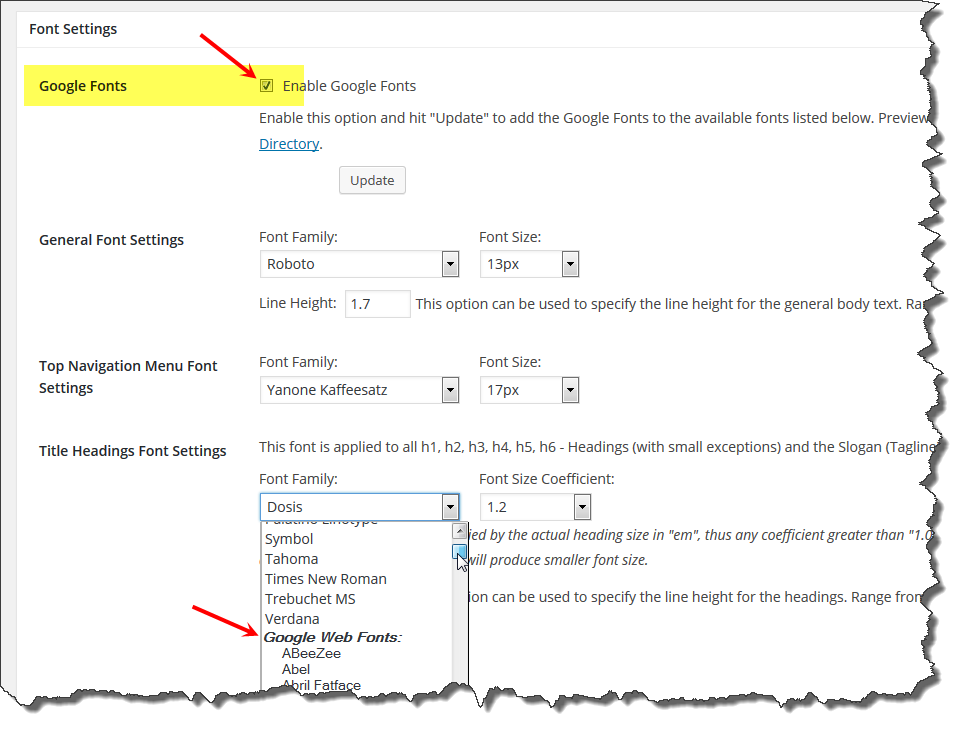 Font Settings
Google Fonts
Enable Google Fonts
Enable this option and hit "Update" to add the Google Fonts to the available fonts listed below. Preview
Directory.
Update
General Font Settings
Font Family: Font Size:
Roboto 13px
Line Height: 1.7 This option can be used to specify the line height for the general body text.
Top Navigation Menu Font
Settings
Font Family: Font Size:
Yanone Kaffeesatz 17px
Title Headings Font Settings
This font is applied to all h1, h2, h3, h4, h5, h6 - Headings (with small exceptions) and the Slogan (Tagline
Font Family: Font Size Coefficient:
Dosis 1.2
Palatino Linotype
by the actual heading size in "em", thus any coefficient greater than "1.0
Symbol
Tahoma
will produce smaller font size.
Times New Roman
Trebuchet MS
can be used to specify the line height for the headings. Range from
Verdana
Google Web Fonts:
ABeeZee
Abel
Abril Fatface